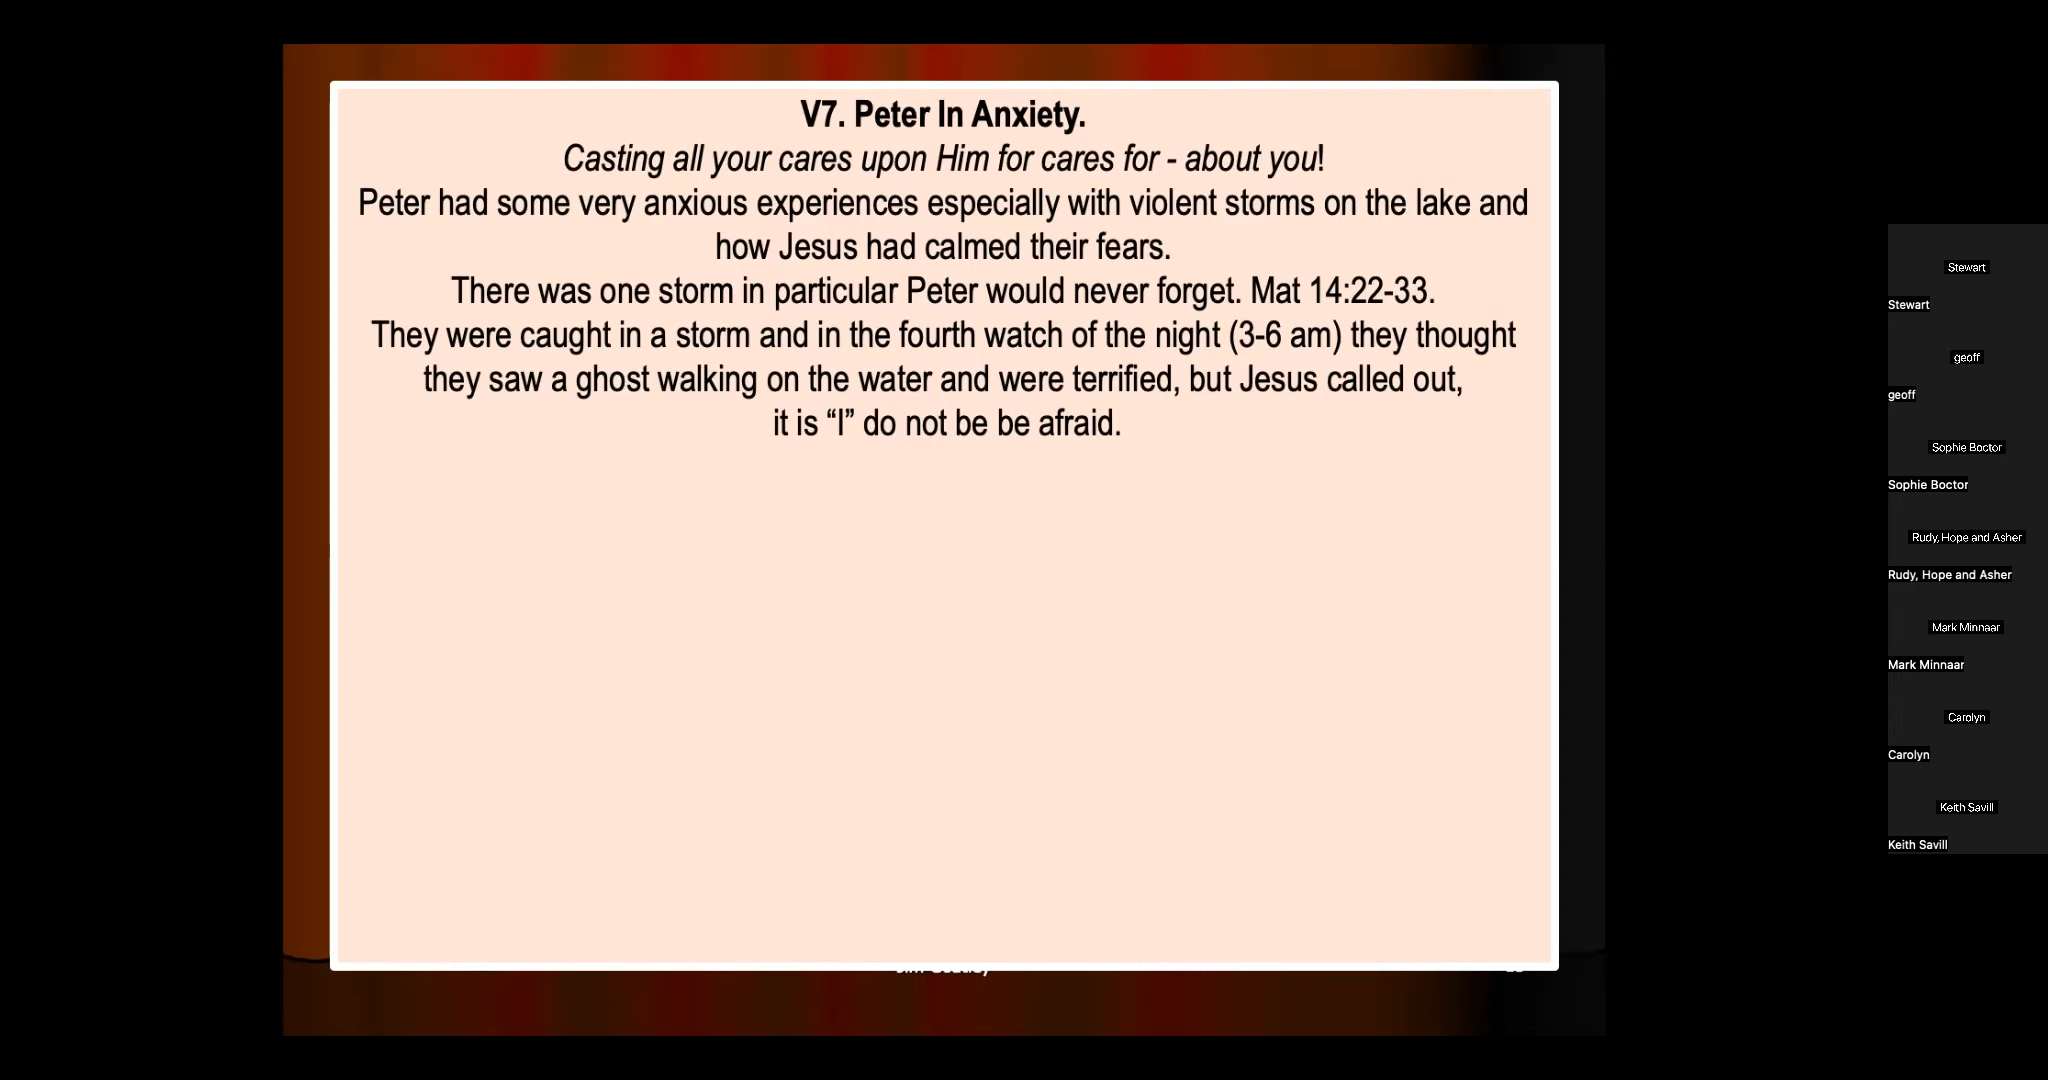 V7. Peter In Anxiety.
Casting all your cares upon Him for cares for - about you!
Peter had some very anxious experiences especially with violent storms on the lake and
how Jesus had calmed their fears.
There was one storm in particular Peter would never forget. Mat 14:22-33.
They were caught in a storm and in the fourth watch of the night (3-6 am) they thought
they saw a ghost walking on the water and were terrified, but Jesus called out,
it is “I” do not be be afraid.
Stewart
Stewart
geoff
geoff
Sophie Boctor
Sophie Boctor
Rudy, Hope and Asher
Rudy, Hope and Asher
Mark Minnaar
Mark Minnaar
Carolyn
Carolyn
Keith Savill
Keith Savill